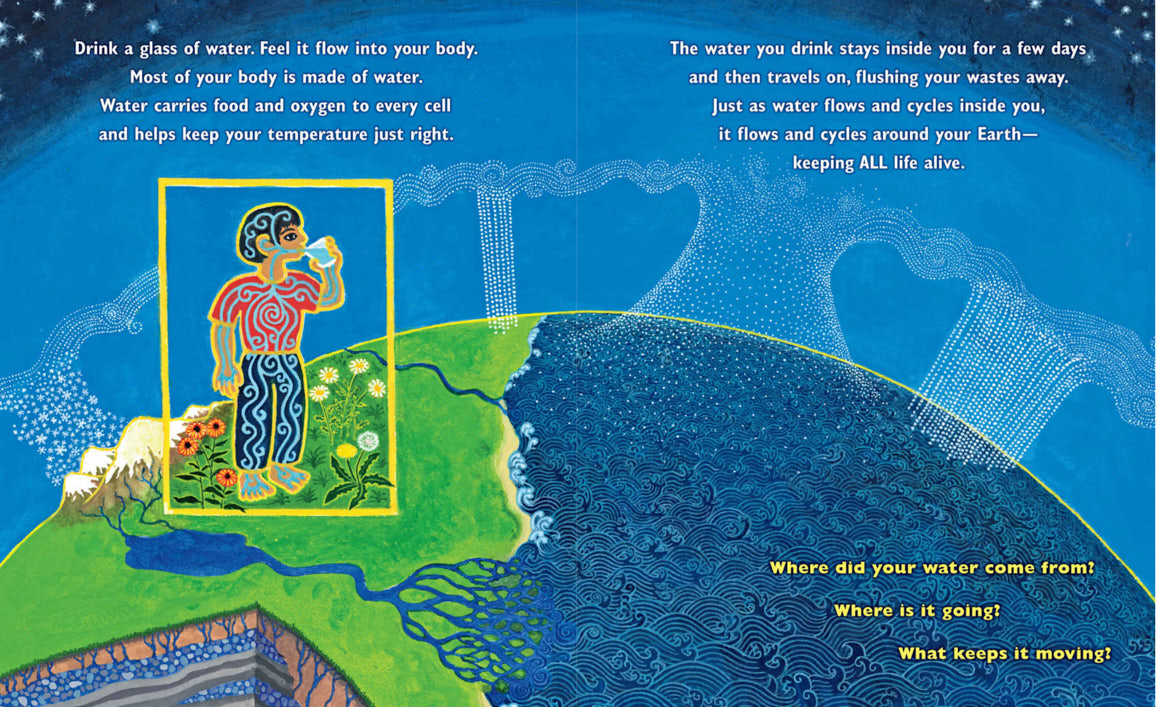 Drink a glass of water. Feel it flow into your body.
Most of your body is made of water.
Water carries food and oxygen to every cell
and helps keep your temperature just right.
The water you drink stays inside you for a few days
and then travels on, flushing your wastes away.
Just as water flows and cycles inside you,
it flows and cycles around your Earth—
keeping ALL life alive.
Where did your water come from?
Where is it going?
What keeps it moving?